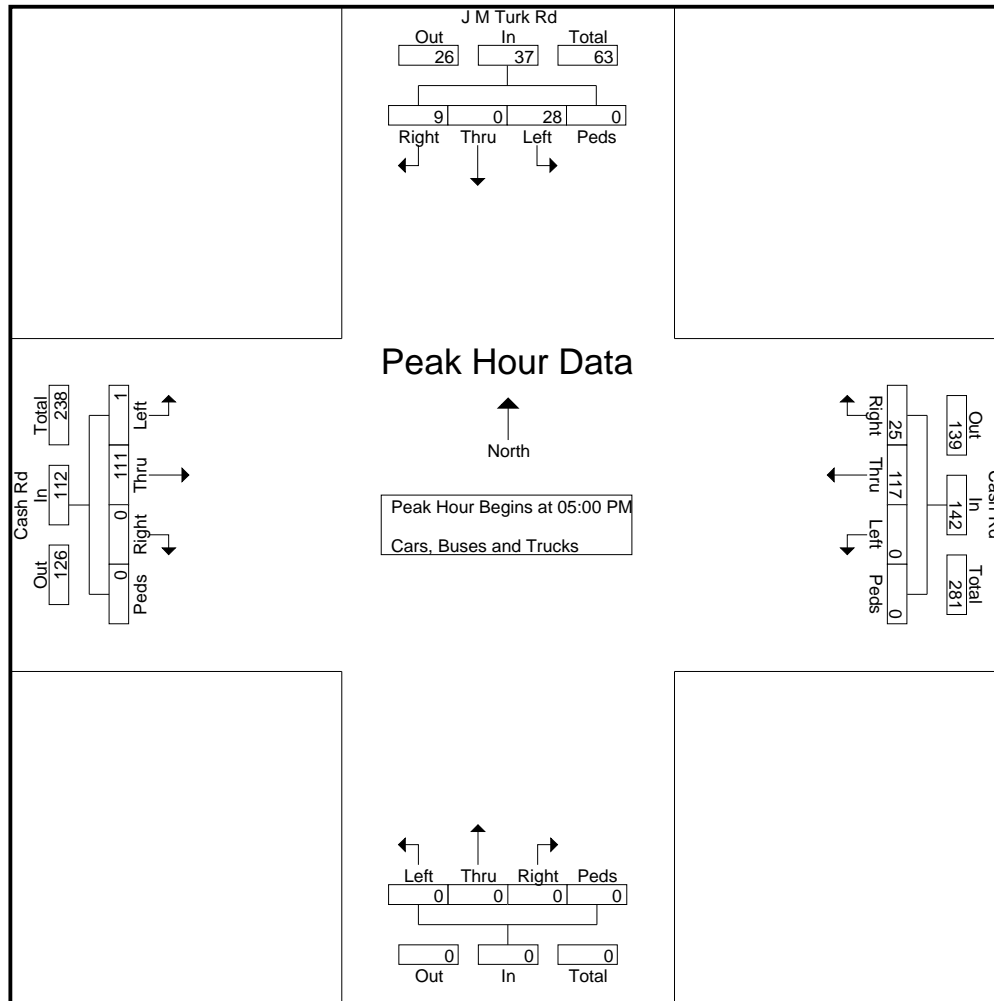 J M Turk Rd
Out In Total
26 37 63
9 0 28 0
Right Thru Left Peds
Peak Hour Data
North
Peak Hour Begins at 05:00 PM
Cars, Buses and Trucks
Cash Rd
Out In Total
126 112 238
1 111 0 0
Left Thru Right Peds
Right Thru Left Peds
25 117 0 0
Out In Total
139 142 281
Cash Rd
Left Thru Right Peds
0 0 0 0
0 0 0
Out In Total